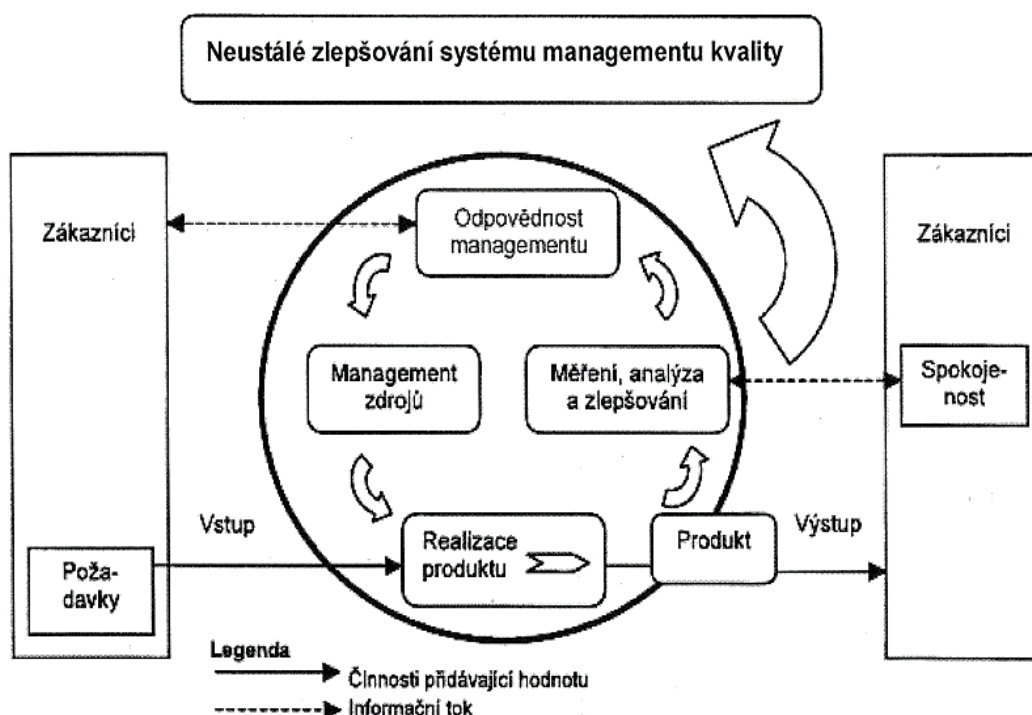 Neustálé zlepšování systému managementu kvality
Zákazníci
Odpovědnost
managementu
Zákazníci
Management
zdrojů
Měření, analýza
a zlepšování
Spokoje-
nost
Vstup
Realizace
produktu
Produkt
Výstup
Poža-
davky
Legenda
Činnosti přidávající hodnotu
Informační tok